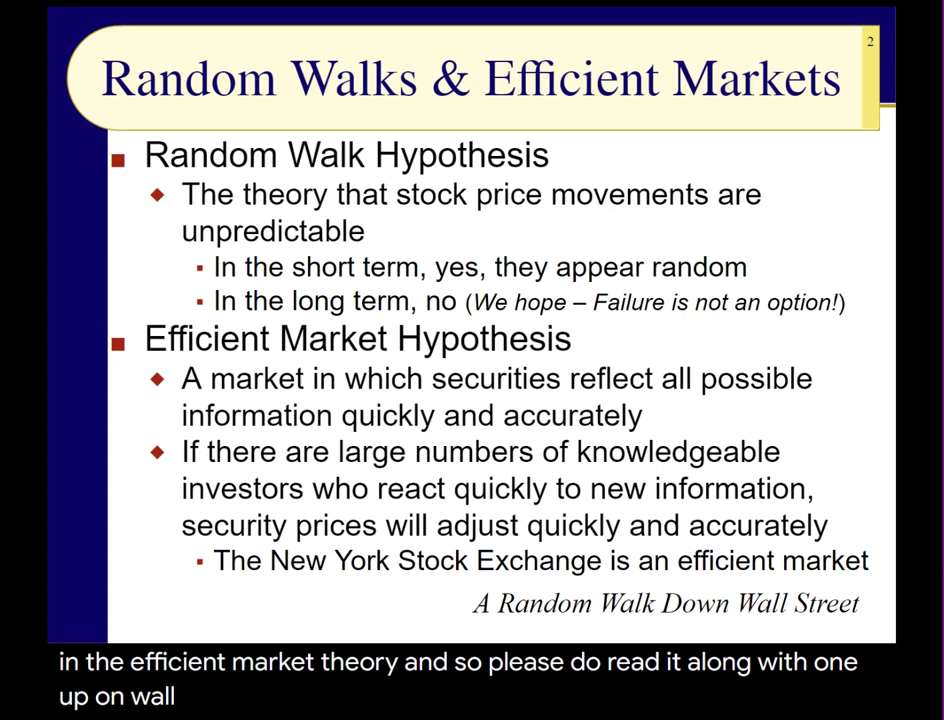 2
Random Walks & Efficient Markets
Random Walk Hypothesis
The theory that stock price movements are
unpredictable
In the short term, yes, they appear random
In the long term, no (We hope – Failure is not an option!)
Efficient Market Hypothesis
A market in which securities reflect all possible
information quickly and accurately
If there are large numbers of knowledgeable
investors who react quickly to new information,
security prices will adjust quickly and accurately
The New York Stock Exchange is an efficient market
A Random Walk Down Wall Street
in the efficient market theory and so please do read it along with one
up on wall